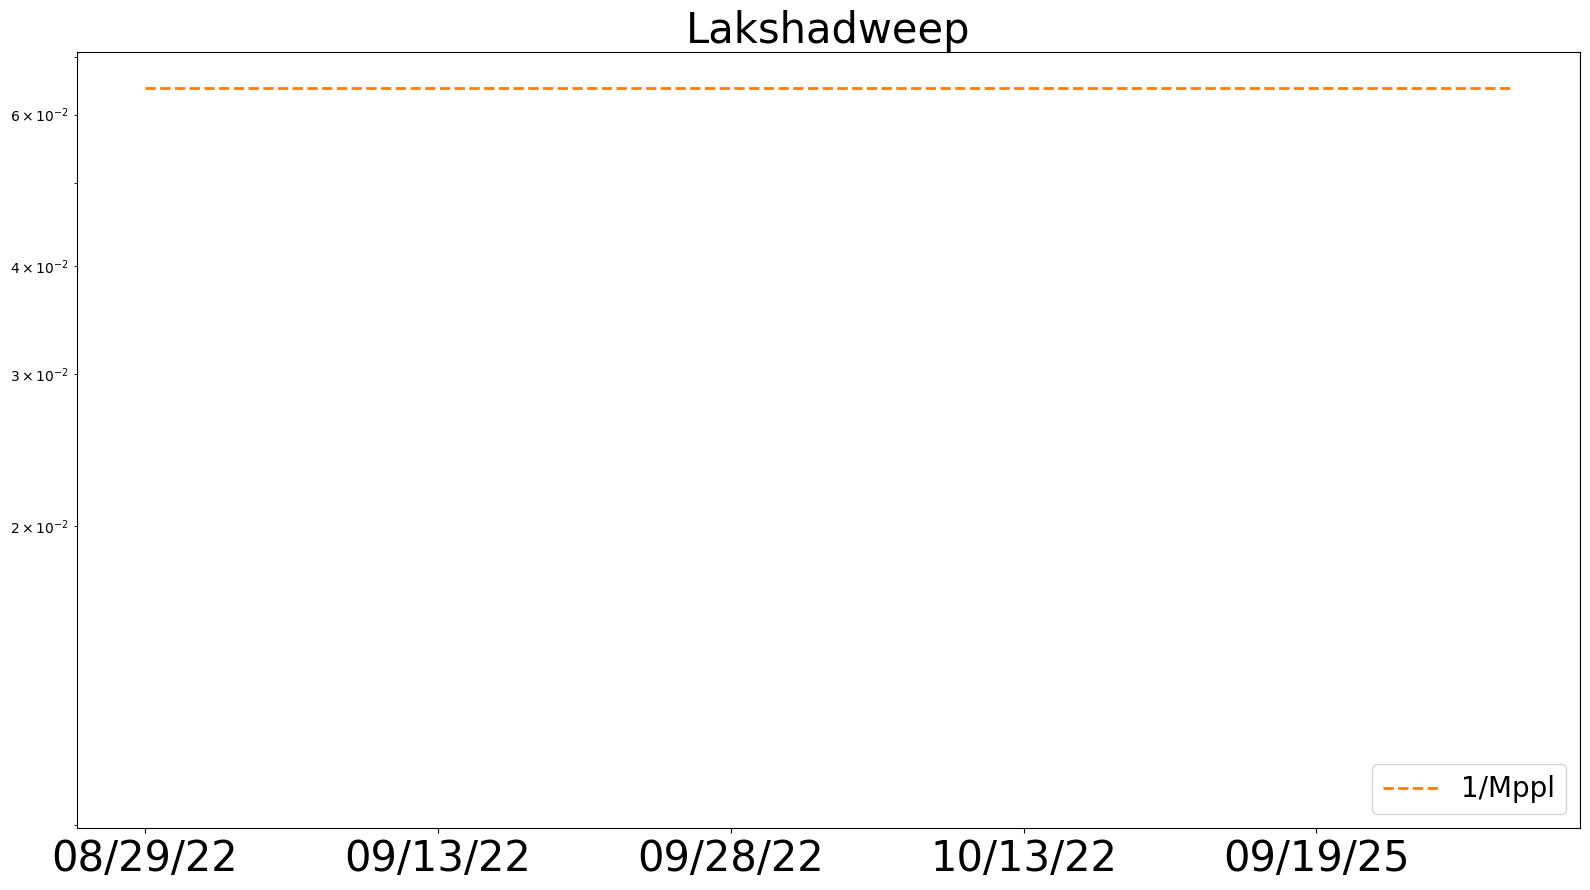 Lakshadweep
6 × 10⁻²
4 × 10⁻²
3 × 10⁻²
2 × 10⁻²
1/Mppl
08/29/22 09/13/22 09/28/22 10/13/22 09/19/25